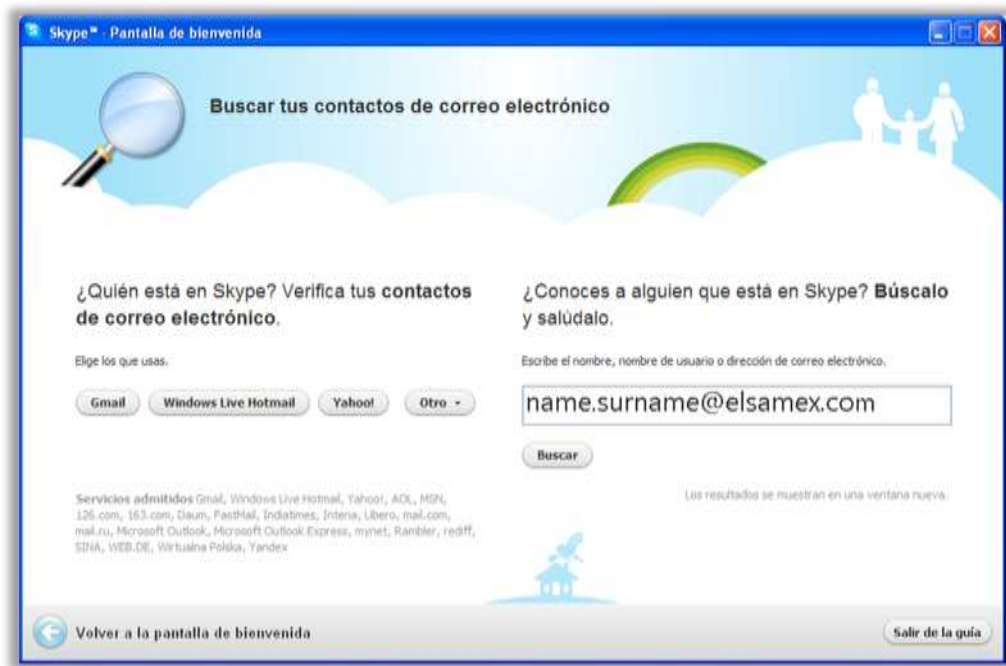 Skype™ - Pantalla de bienvenida
Buscar tus contactos de correo electrónico
¿Quién está en Skype? Verifica tus contactos
de correo electrónico.
Elige los que usas.
Gmail Windows Live Hotmail Yahoo! Otro
Servicios admitidos Gmail, Windows Live Hotmail, Yahoo!, AOL, MSN,
126.com, 163.com, Daum, FastMail, Indiatimes, Interia, Libero, mail.com,
mail.ru, Microsoft Outlook, Microsoft Outlook Express, mynet, Rambler, rediff,
SINA, WEB.DE, Wirtualna Polska, Yandex
¿Conoces a alguien que está en Skype? Búscalo
y salúdalo.
Escribe el nombre, nombre de usuario o dirección de correo electrónico.
name.surname@elsamex.com
Buscar
Los resultados se muestran en una ventana nueva.
Volver a la pantalla de bienvenida
Salir de la guía